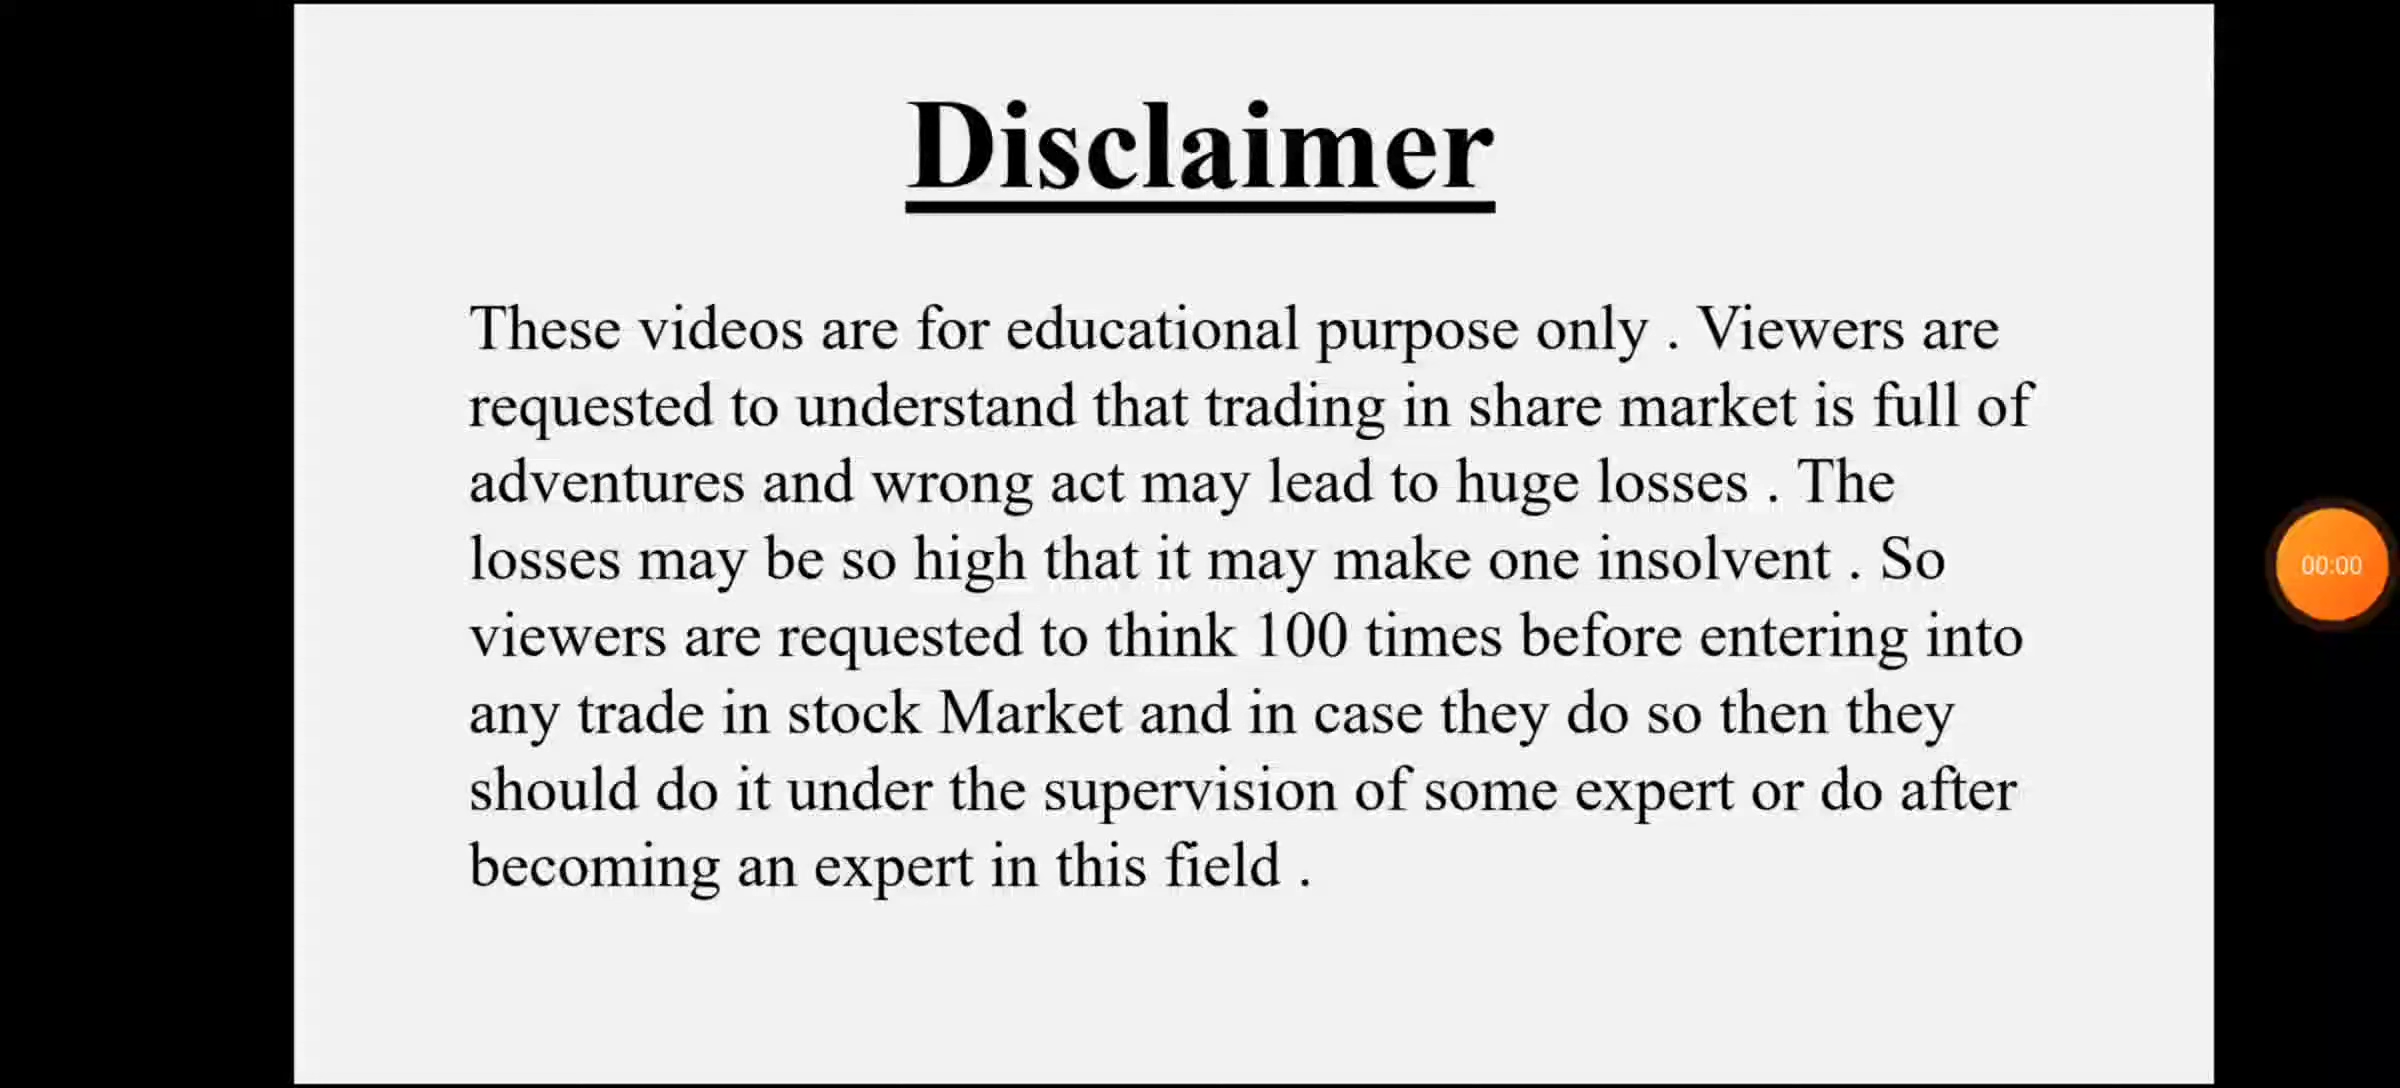 Disclaimer
These videos are for educational purpose only . Viewers are
requested to understand that trading in share market is full of
adventures and wrong act may lead to huge losses . The
losses may be so high that it may make one insolvent . So
viewers are requested to think 100 times before entering into
any trade in stock Market and in case they do so then they
should do it under the supervision of some expert or do after
becoming an expert in this field .
00:00